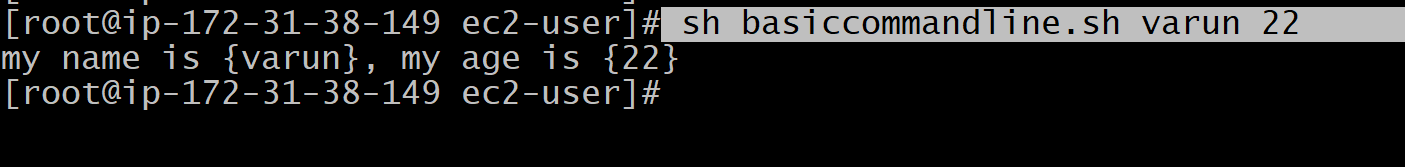 [root@ip-172-31-38-149 ec2-user]# sh basiccommandline.sh varun 22
my name is {varun}, my age is {22}
[root@ip-172-31-38-149 ec2-user]#